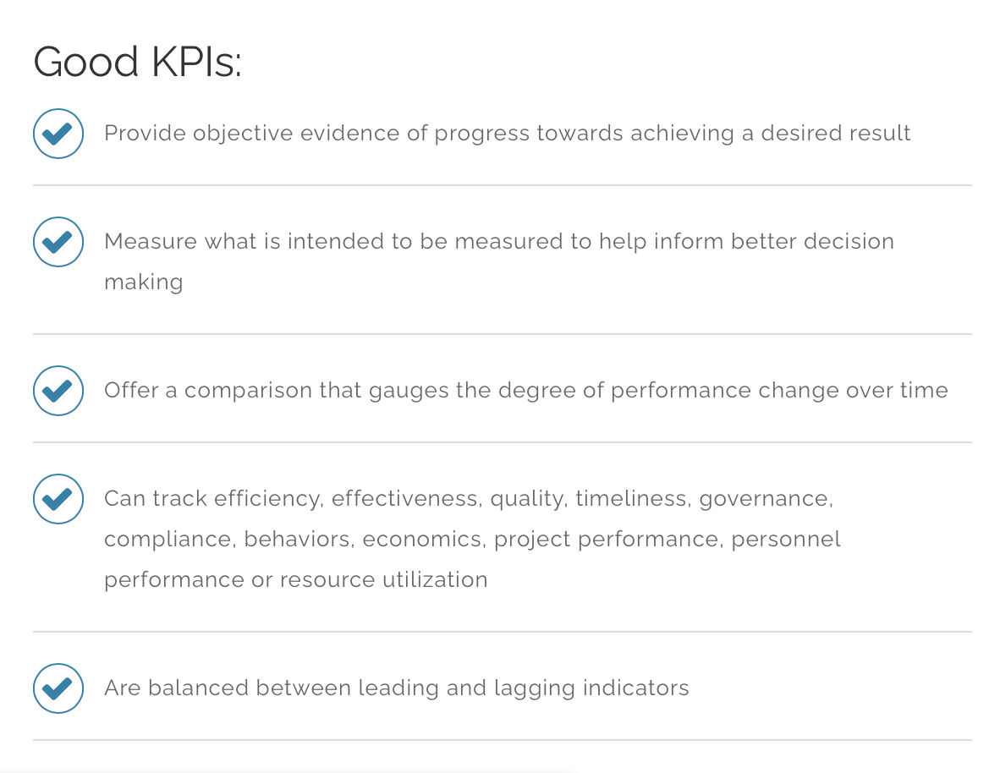 Good KPIs:
Provide objective evidence of progress towards achieving a desired result
Measure what is intended to be measured to help inform better decision
making
Offer a comparison that gauges the degree of performance change over time
Can track efficiency, effectiveness, quality, timeliness, governance,
compliance, behaviors, economics, project performance, personnel
performance or resource utilization
Are balanced between leading and lagging indicators